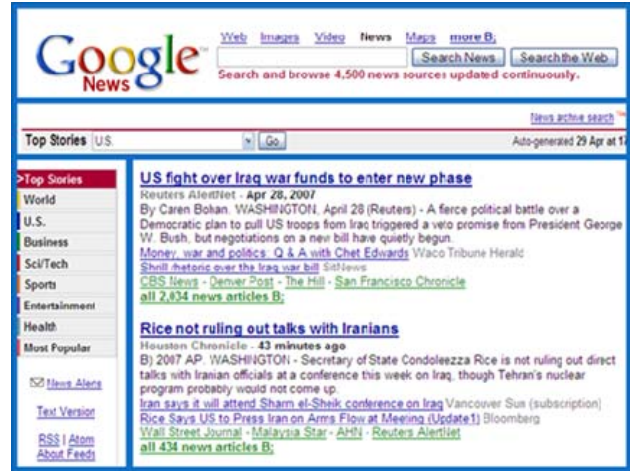 Web Images Video News Maps more B;
Google
News
Search News Search the Web
Search and browse 4,500 news sources updated continuously.
News archive search
Top Stories U.S. Go Auto-generated 29 Apr at 17
>Top Stories
World
U.S.
Business
Sci/Tech
Sports
Entertainment
Health
Most Popular
News Alerts
Text Version
RSS | Atom
About Feeds
US fight over Iraq war funds to enter new phase
Reuters AlertNet - Apr 28, 2007
By Caren Bohan. WASHINGTON, April 28 (Reuters) - A fierce political battle over a
Democratic plan to pull US troops from Iraq triggered a veto promise from President George
W. Bush, but negotiations on a new bill have quietly begun.
Money, war and politics: Q & A with Chet Edwards Waco Tribune Herald
Shrill rhetoric over the Iraq war bill SitNews
CBS News - Denver Post - The Hill - San Francisco Chronicle
all 2,034 news articles B;
Rice not ruling out talks with Iranians
Houston Chronicle - 43 minutes ago
B) 2007 AP. WASHINGTON - Secretary of State Condoleezza Rice is not ruling out direct
talks with Iranian officials at a conference this week on Iraq, though Tehran's nuclear
program probably would not come up.
Iran says it will attend Sharm el-Sheik conference on Iraq Vancouver Sun (subscription)
Rice Says US to Press Iran on Arms Flow at Meeting (Update1) Bloomberg
Wall Street Journal - Malaysia Star - AHN - Reuters AlertNet
all 434 news articles B;